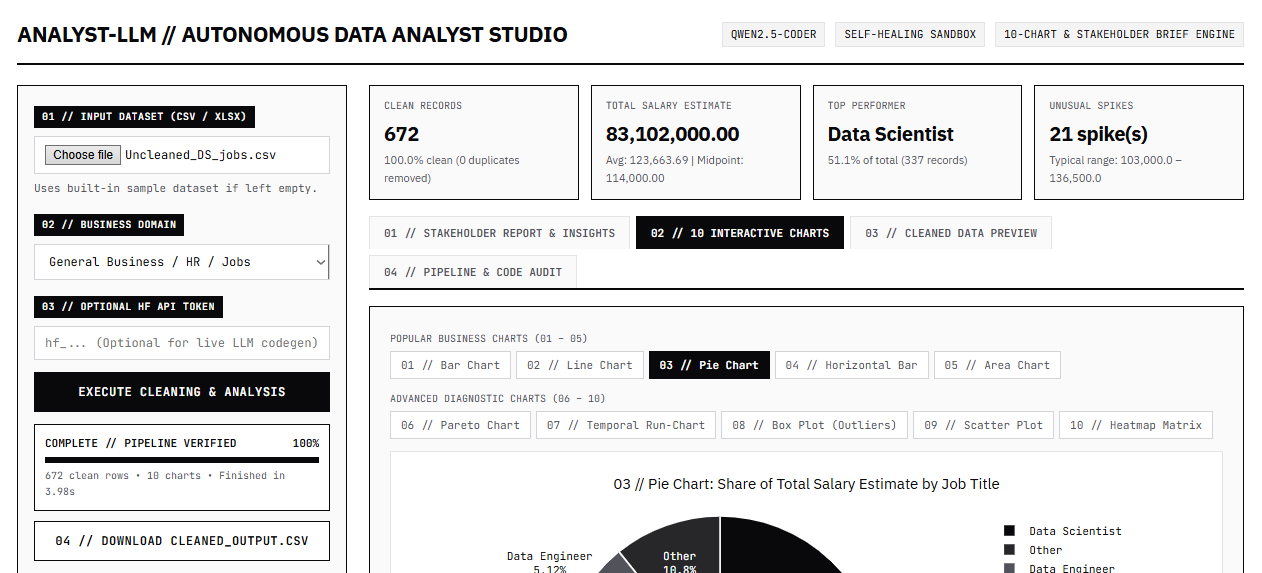 ANALYST-LLM // AUTONOMOUS DATA ANALYST STUDIO
QWEN2.5-CODER
SELF-HEALING SANDBOX
10-CHART & STAKEHOLDER BRIEF ENGINE
01 // INPUT DATASET (CSV / XLSX)
Choose file Uncleaned_DS_jobs.csv
Uses built-in sample dataset if left empty.
02 // BUSINESS DOMAIN
General Business / HR / Jobs
03 // OPTIONAL HF API TOKEN
hf_... (Optional for live LLM codegen)
EXECUTE CLEANING & ANALYSIS
COMPLETE // PIPELINE VERIFIED 100%
672 clean rows • 10 charts • Finished in
3.98s
04 // DOWNLOAD CLEANED_OUTPUT.CSV
CLEAN RECORDS
672
100.0% clean (0 duplicates
removed)
TOTAL SALARY ESTIMATE
83,102,000.00
Avg: 123,663.69 | Midpoint:
114,000.00
TOP PERFORMER
Data Scientist
51.1% of total (337 records)
UNUSUAL SPIKES
21 spike(s)
Typical range: 103,000.0 –
136,500.0
01 // STAKEHOLDER REPORT & INSIGHTS
02 // 10 INTERACTIVE CHARTS
03 // CLEANED DATA PREVIEW
04 // PIPELINE & CODE AUDIT
POPULAR BUSINESS CHARTS (01 – 05)
01 // Bar Chart
02 // Line Chart
03 // Pie Chart
04 // Horizontal Bar
05 // Area Chart
ADVANCED DIAGNOSTIC CHARTS (06 – 10)
06 // Pareto Chart
07 // Temporal Run-Chart
08 // Box Plot (Outliers)
09 // Scatter Plot
10 // Heatmap Matrix
03 // Pie Chart: Share of Total Salary Estimate by Job Title
Data Engineer
5.12%
Other
10.8%
Data Scientist
Other
Data Engineer